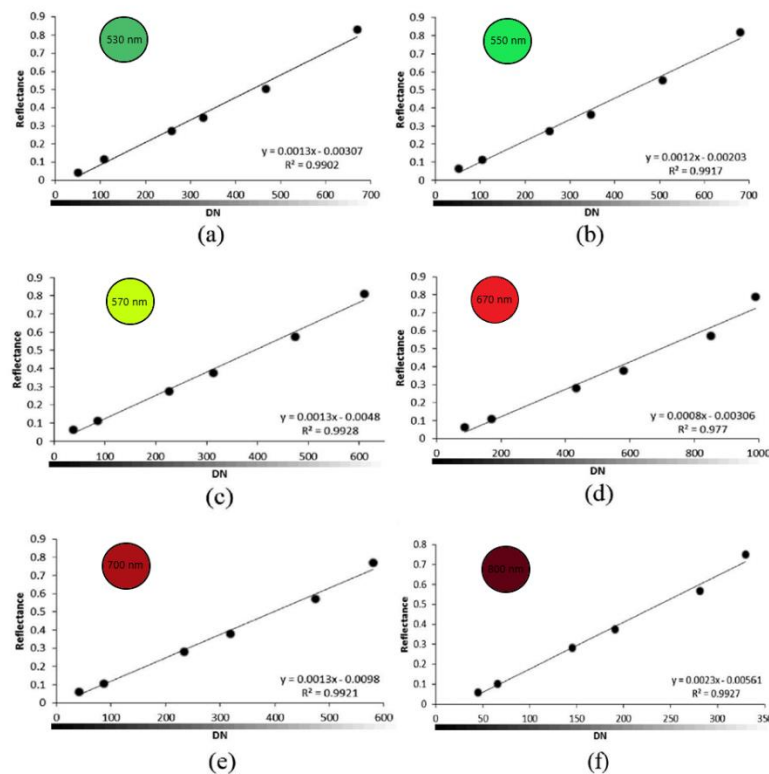 0.9
0.8
0.7
0.6
0.5
0.4
0.3
0.2
0.1
0
Reflectance
530 nm
y = 0.0013x - 0.00307
R² = 0.9902
0 100 200 300 400 500 600 700
DN
(a)
0.9
0.8
0.7
0.6
0.5
0.4
0.3
0.2
0.1
0
Reflectance
550 nm
y = 0.0012x - 0.00203
R² = 0.9917
0 100 200 300 400 500 600 700
DN
(b)
0.9
0.8
0.7
0.6
0.5
0.4
0.3
0.2
0.1
0
Reflectance
570 nm
y = 0.0013x - 0.0048
R² = 0.9928
0 100 200 300 400 500 600
DN
(c)
0.9
0.8
0.7
0.6
0.5
0.4
0.3
0.2
0.1
0
Reflectance
670 nm
y = 0.0008x - 0.00306
R² = 0.977
0 200 400 600 800 1000
DN
(d)
0.9
0.8
0.7
0.6
0.5
0.4
0.3
0.2
0.1
0
Reflectance
700 nm
y = 0.0013x - 0.0098
R² = 0.9921
0 100 200 300 400 500 600
DN
(e)
0.8
0.7
0.6
0.5
0.4
0.3
0.2
0.1
0
Reflectance
800 nm
y = 0.0023x - 0.00561
R² = 0.9927
0 50 100 150 200 250 300 350
DN
(f)